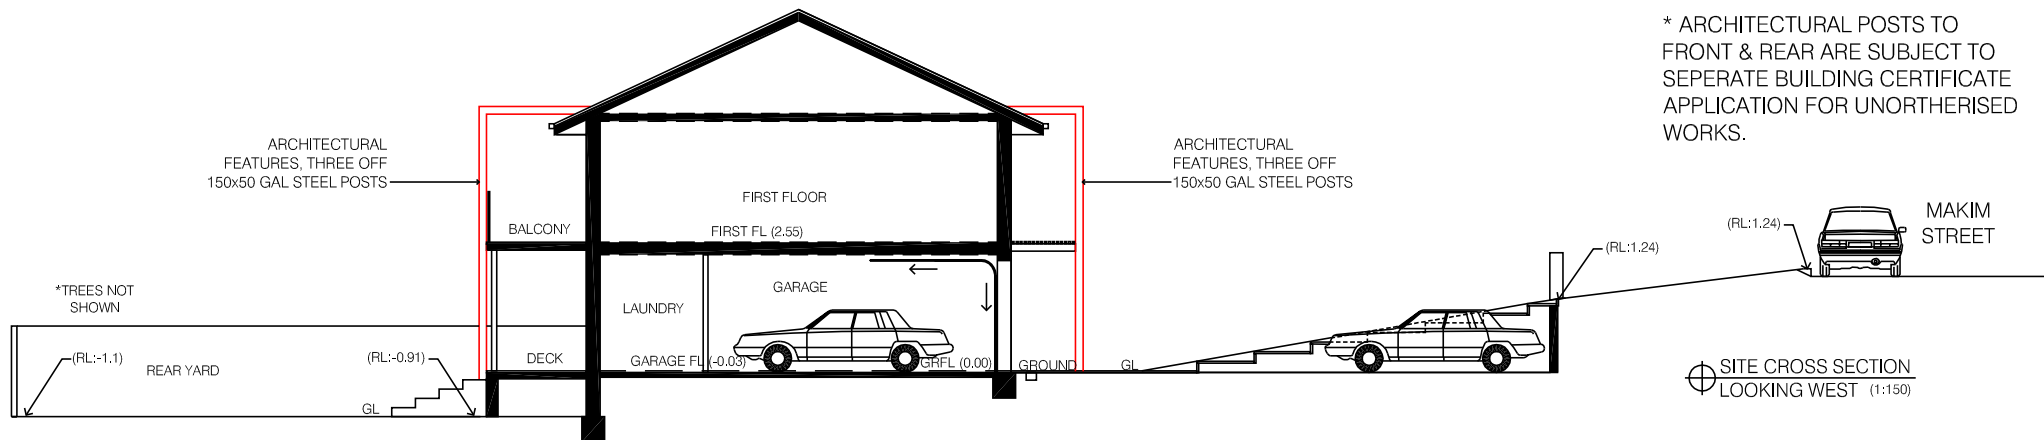 * ARCHITECTURAL POSTS TO
FRONT & REAR ARE SUBJECT TO
SEPERATE BUILDING CERTIFICATE
APPLICATION FOR UNORTHERISED
WORKS.
ARCHITECTURAL
FEATURES, THREE OFF
150x50 GAL STEEL POSTS
ARCHITECTURAL
FEATURES, THREE OFF
150x50 GAL STEEL POSTS
FIRST FLOOR
BALCONY
FIRST FL (2.55)
(RL:1.24)
MAKIM
STREET
(RL:1.24)
*TREES NOT
SHOWN
LAUNDRY
GARAGE
(RL:-1.1)
REAR YARD
(RL:-0.91)
DECK
GARAGE FL (-0.03)
GRFL (0.00)
GROUND
GL
GL
SITE CROSS SECTION
LOOKING WEST (1:150)